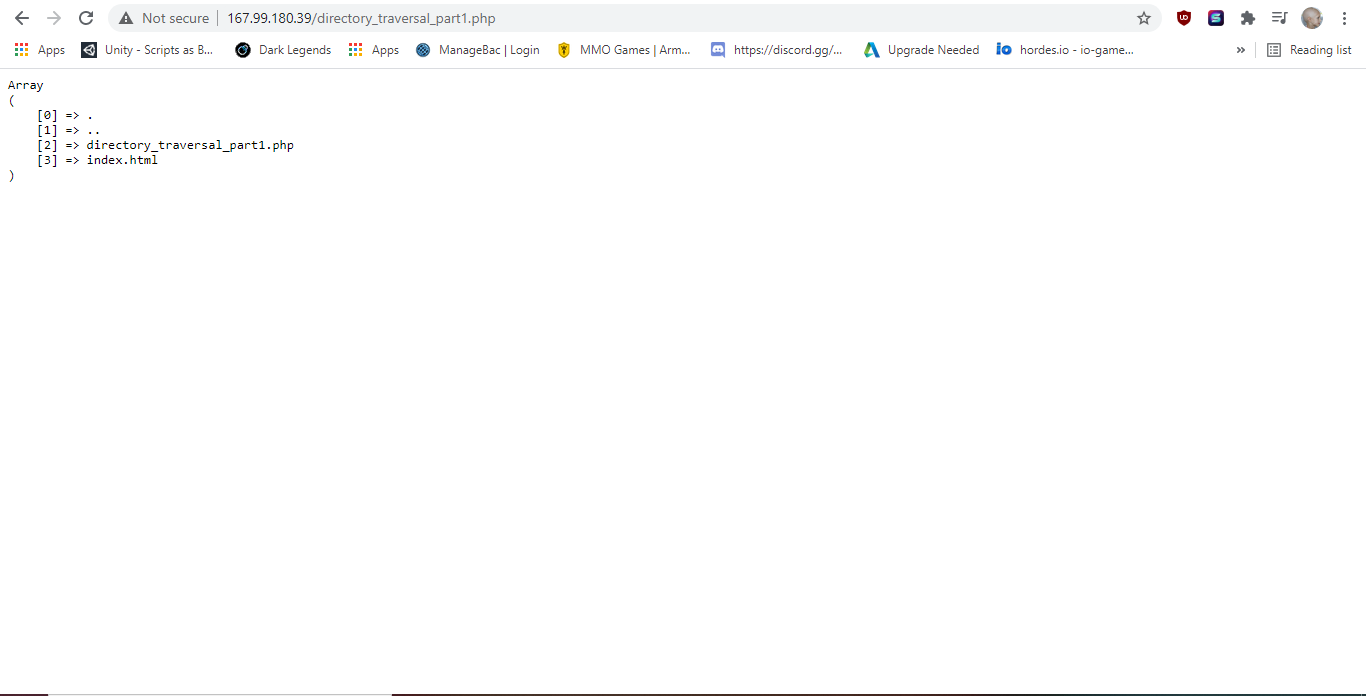 Not secure | 167.99.180.39/directory_traversal_part1.php
Apps Unity - Scripts as B... Dark Legends Apps ManageBac | Login MMO Games | Arm... https://discord.gg/... Upgrade Needed io hordes.io - io-game... » Reading list
Array
(
    [0] => .
    [1] => ..
    [2] => directory_traversal_part1.php
    [3] => index.html
)